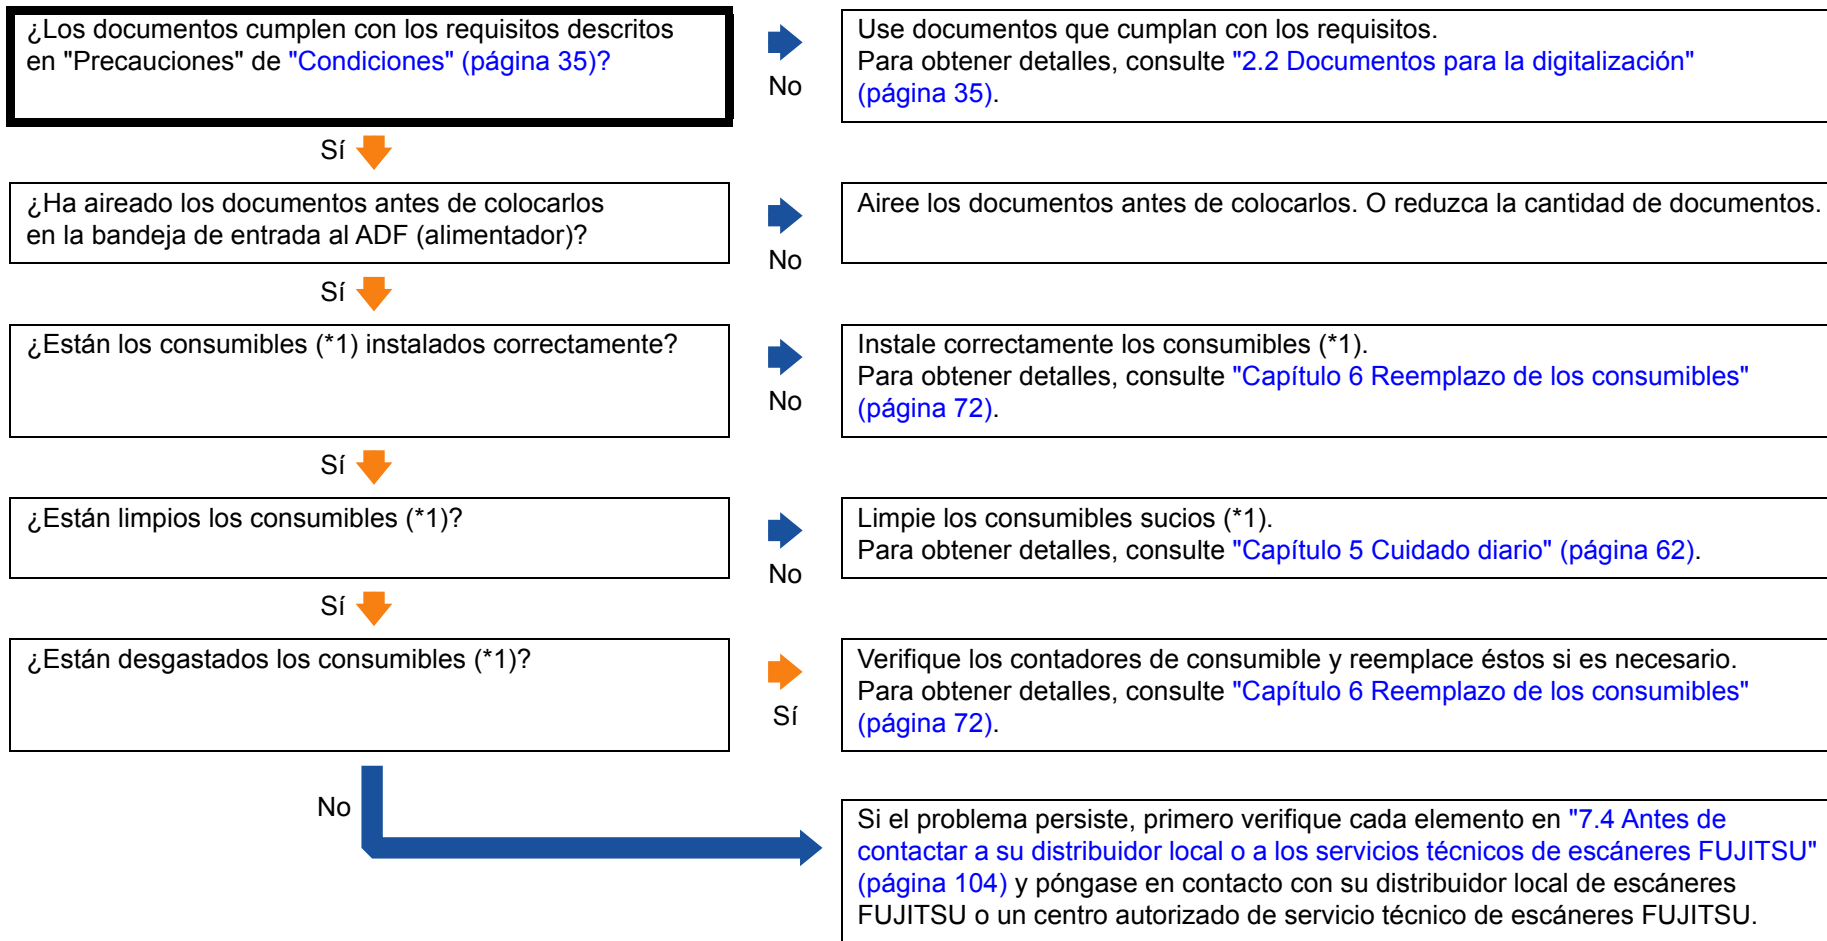 ¿Los documentos cumplen con los requisitos descritos
en "Precauciones" de "Condiciones" (página 35)?
No
Use documentos que cumplan con los requisitos.
Para obtener detalles, consulte "2.2 Documentos para la digitalización"
(página 35).
Sí
¿Ha aireado los documentos antes de colocarlos
en la bandeja de entrada al ADF (alimentador)?
No
Airee los documentos antes de colocarlos. O reduzca la cantidad de documentos.
Sí
¿Están los consumibles (*1) instalados correctamente?
No
Instale correctamente los consumibles (*1).
Para obtener detalles, consulte "Capítulo 6 Reemplazo de los consumibles"
(página 72).
Sí
¿Están limpios los consumibles (*1)?
No
Limpie los consumibles sucios (*1).
Para obtener detalles, consulte "Capítulo 5 Cuidado diario" (página 62).
Sí
¿Están desgastados los consumibles (*1)?
Sí
Verifique los contadores de consumible y reemplace éstos si es necesario.
Para obtener detalles, consulte "Capítulo 6 Reemplazo de los consumibles"
(página 72).
No
Si el problema persiste, primero verifique cada elemento en "7.4 Antes de
contactar a su distribuidor local o a los servicios técnicos de escáneres FUJITSU"
(página 104) y póngase en contacto con su distribuidor local de escáneres
FUJITSU o un centro autorizado de servicio técnico de escáneres FUJITSU.